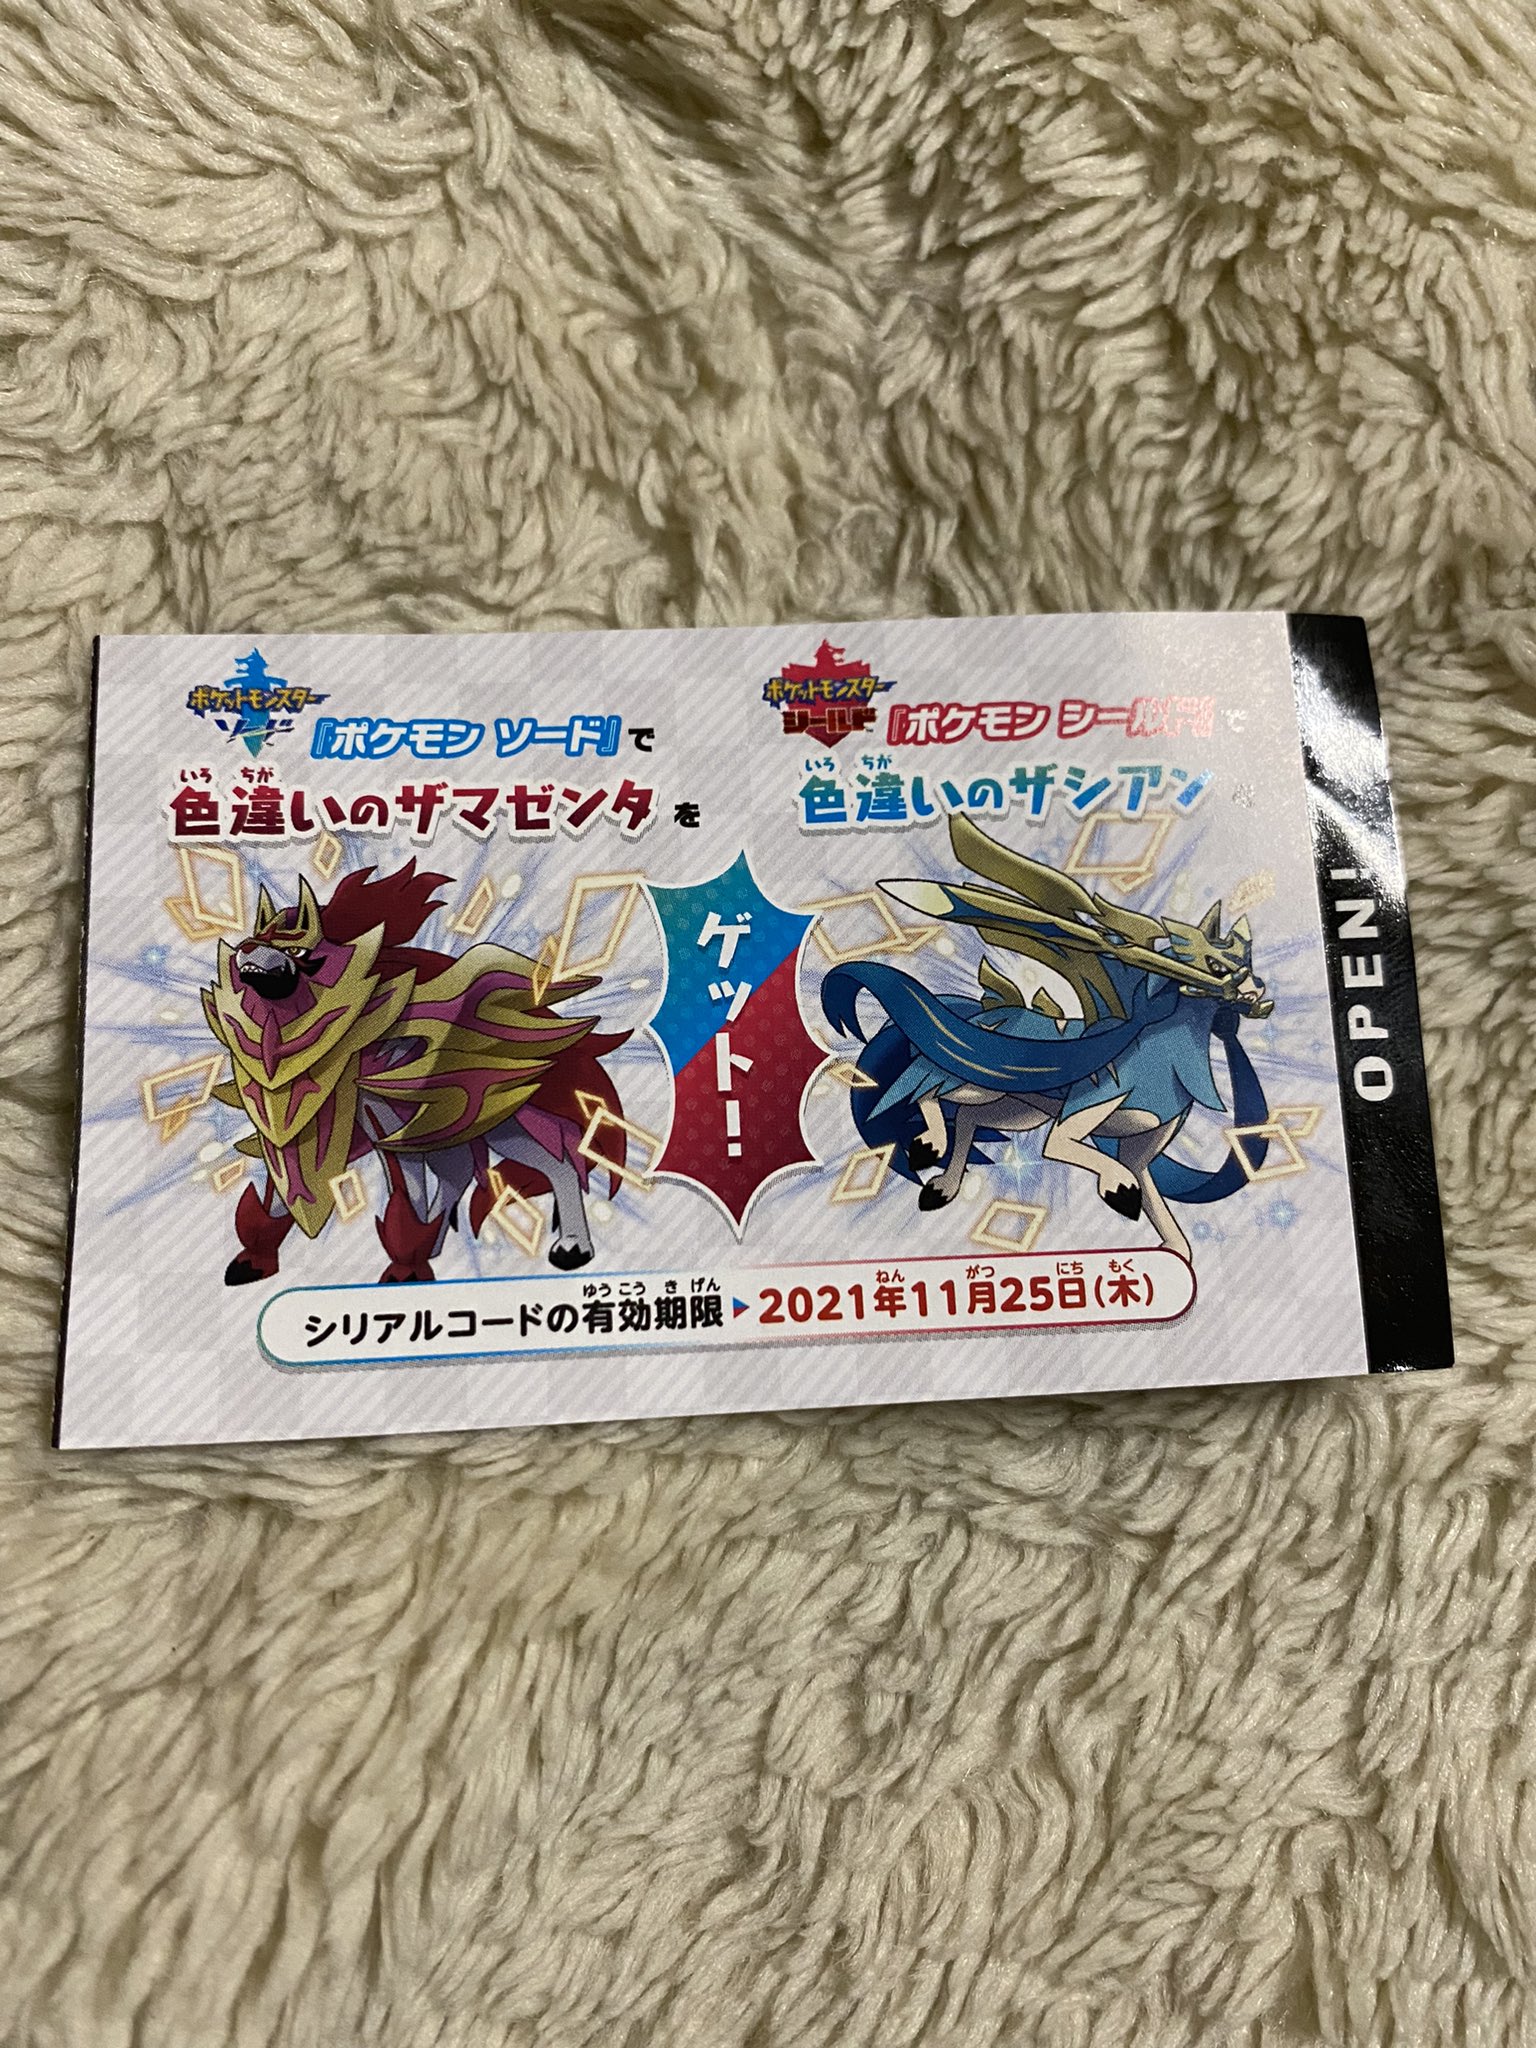 ポケットモンスター
ソード
『ポケモン ソード』で
いろ ちが
色違いのザマゼンタを
ポケットモンスター
シールド
『ポケモン シールド』で
いろ ちが
色違いのザシアンを
ゲット!
ゆうこう きげん
シリアルコードの有効期限
ねん がつ にち もく
2021年11月25日(木)
OPEN!